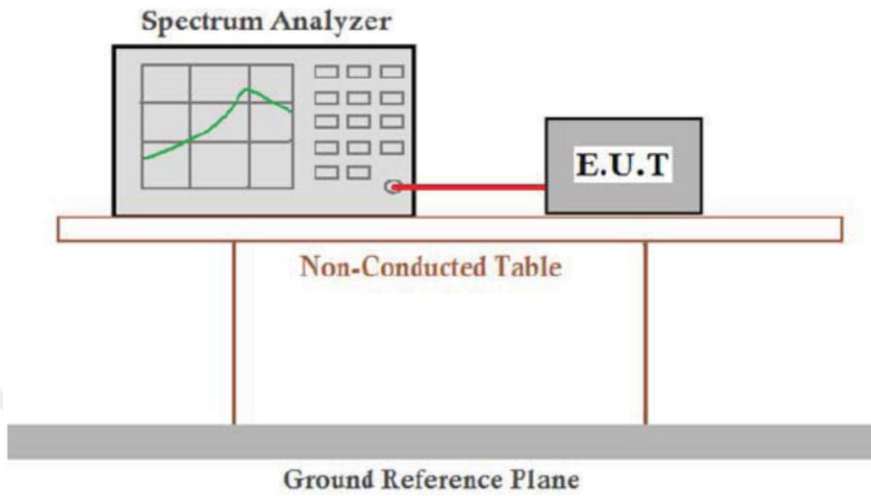 Spectrum Analyzer
E.U.T
Non-Conducted Table
Ground Reference Plane